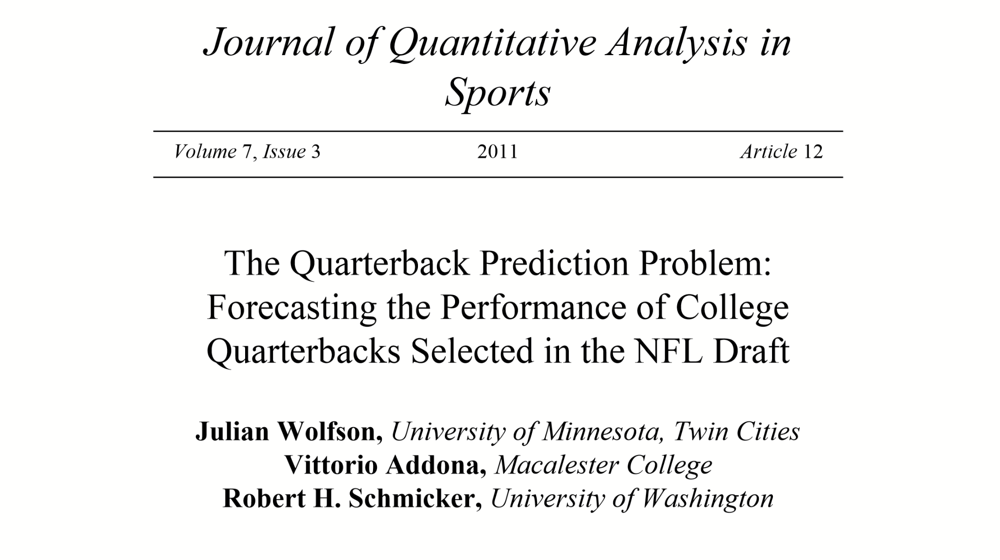 Journal of Quantitative Analysis in
Sports
Volume 7, Issue 3 2011 Article 12
The Quarterback Prediction Problem:
Forecasting the Performance of College
Quarterbacks Selected in the NFL Draft
Julian Wolfson, University of Minnesota, Twin Cities
Vittorio Addona, Macalester College
Robert H. Schmicker, University of Washington